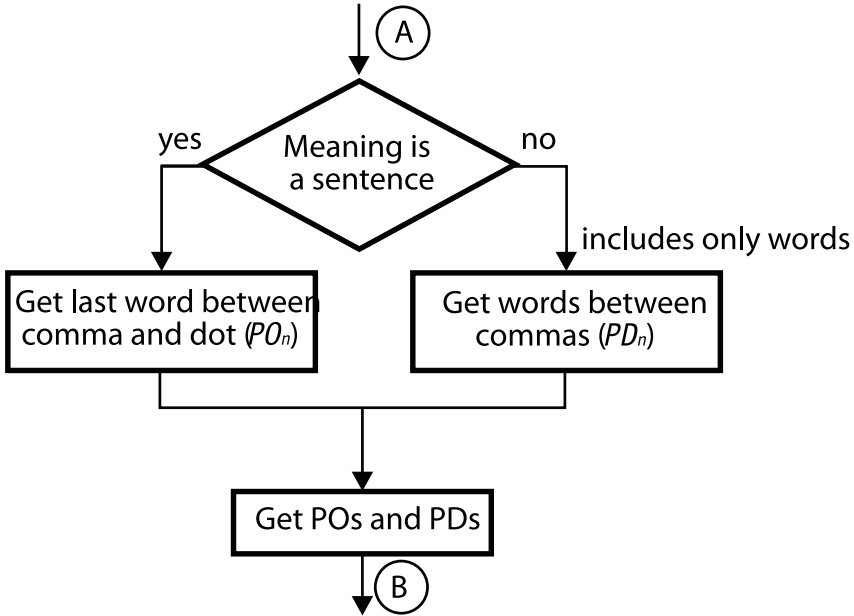 A
yes
Meaning is
a sentence
no
includes only words
Get last word between
comma and dot (POn)
Get words between
commas (PDn)
Get POs and PDs
B